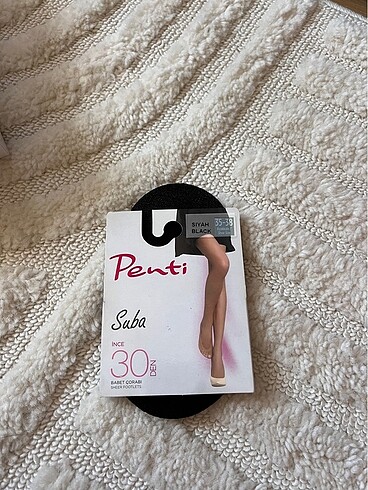 SİYAH
BLACK
35-38
Penti
Suba
İNCE
30
DEN
BABET ÇORABI
SHEER FOOTLETS